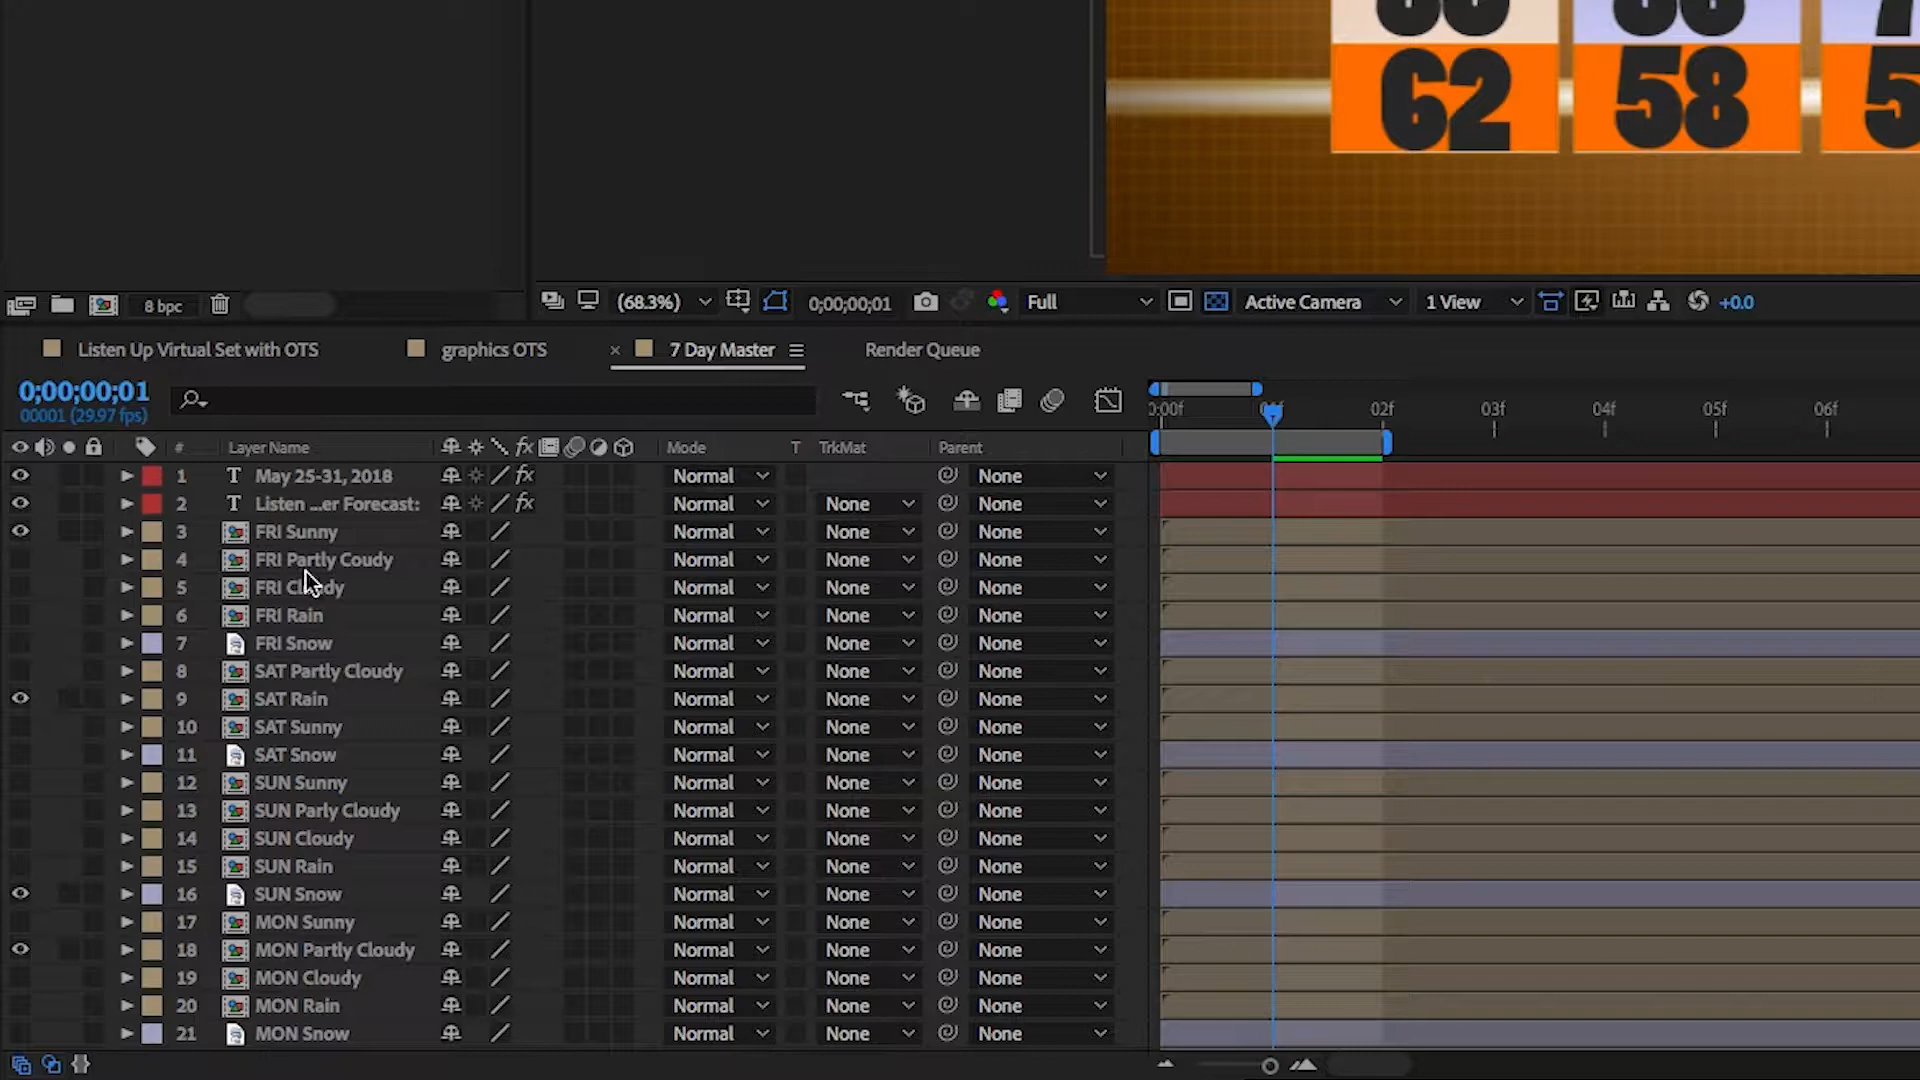 62 58 5
8 bpc (68.3%) 0;00;00;01 Full Active Camera 1 View +0.0
Listen Up Virtual Set with OTS graphics OTS × 7 Day Master Render Queue
0;00;00;01
00001 (29.97 fps)
0:00f 02f 03f 04f 05f 06f
# Layer Name fx Mode T TrkMat Parent
1 T May 25-31, 2018 fx Normal None
2 T Listen ...er Forecast: fx Normal None None
3 FRI Sunny Normal None None
4 FRI Partly Coudy Normal None None
5 FRI Cloudy Normal None None
6 FRI Rain Normal None None
7 FRI Snow Normal None None
8 SAT Partly Cloudy Normal None None
9 SAT Rain Normal None None
10 SAT Sunny Normal None None
11 SAT Snow Normal None None
12 SUN Sunny Normal None None
13 SUN Parly Cloudy Normal None None
14 SUN Cloudy Normal None None
15 SUN Rain Normal None None
16 SUN Snow Normal None None
17 MON Sunny Normal None None
18 MON Partly Cloudy Normal None None
19 MON Cloudy Normal None None
20 MON Rain Normal None None
21 MON Snow Normal None None